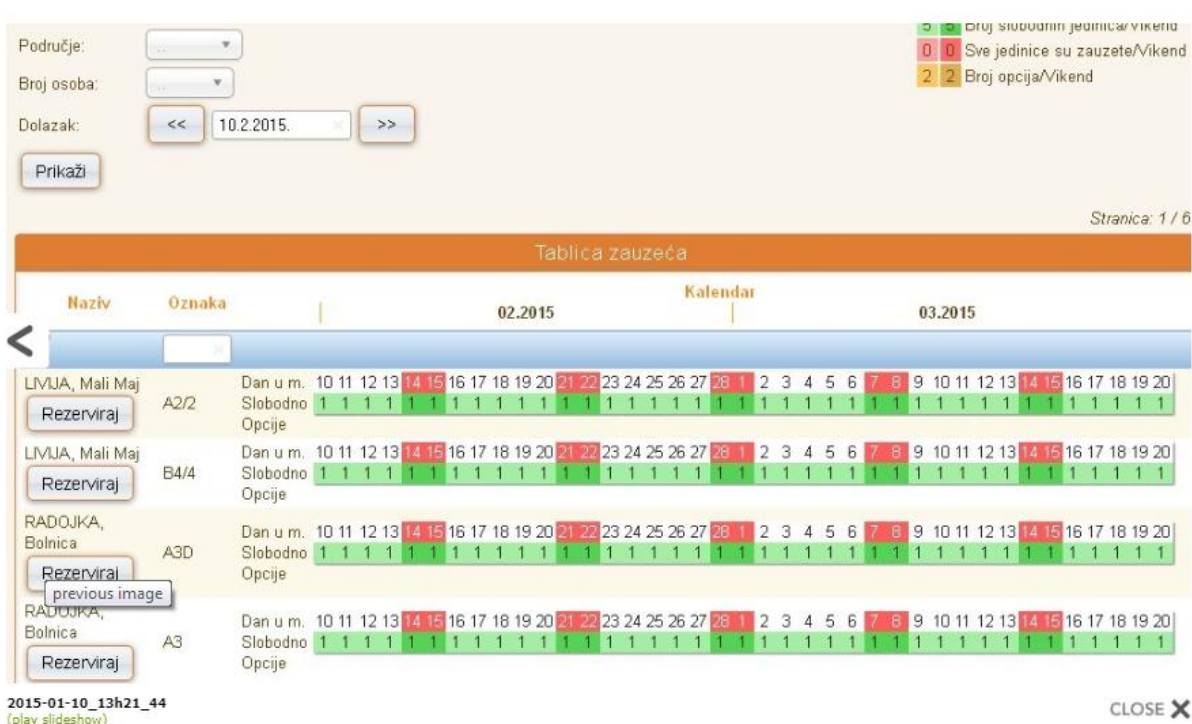 5 5 Broj slobodnih jedinica/Vikend
Područje: ..
0 0 Sve jedinice su zauzete/Vikend
Broj osoba: ..
2 2 Broj opcija/Vikend
Dolazak: << 10.2.2015. >>
Prikaži
Stranica: 1 / 6
Tablica zauzeća
Naziv Oznaka Kalendar
02.2015 03.2015
LIVIJA, Mali Maj
Rezerviraj
A2/2
Dan u m. 10 11 12 13 14 15 16 17 18 19 20 21 22 23 24 25 26 27 28 1 2 3 4 5 6 7 8 9 10 11 12 13 14 15 16 17 18 19 20
Slobodno 1 1 1 1 1 1 1 1 1 1 1 1 1 1 1 1 1 1 1 1 1 1 1 1 1 1 1 1 1 1 1 1 1 1 1 1 1 1 1
Opcije
LIVIJA, Mali Maj
Rezerviraj
B4/4
Dan u m. 10 11 12 13 14 15 16 17 18 19 20 21 22 23 24 25 26 27 28 1 2 3 4 5 6 7 8 9 10 11 12 13 14 15 16 17 18 19 20
Slobodno 1 1 1 1 1 1 1 1 1 1 1 1 1 1 1 1 1 1 1 1 1 1 1 1 1 1 1 1 1 1 1 1 1 1 1 1 1 1 1
Opcije
RADOJKA,
Bolnica
Rezerviraj
previous image
A3D
Dan u m. 10 11 12 13 14 15 16 17 18 19 20 21 22 23 24 25 26 27 28 1 2 3 4 5 6 7 8 9 10 11 12 13 14 15 16 17 18 19 20
Slobodno 1 1 1 1 1 1 1 1 1 1 1 1 1 1 1 1 1 1 1 1 1 1 1 1 1 1 1 1 1 1 1 1 1 1 1 1 1 1 1
Opcije
RADOJKA,
Bolnica
Rezerviraj
A3
Dan u m. 10 11 12 13 14 15 16 17 18 19 20 21 22 23 24 25 26 27 28 1 2 3 4 5 6 7 8 9 10 11 12 13 14 15 16 17 18 19 20
Slobodno 1 1 1 1 1 1 1 1 1 1 1 1 1 1 1 1 1 1 1 1 1 1 1 1 1 1 1 1 1 1 1 1 1 1 1 1 1 1 1
Opcije
2015-01-10_13h21_44
(play slideshow)
CLOSE X